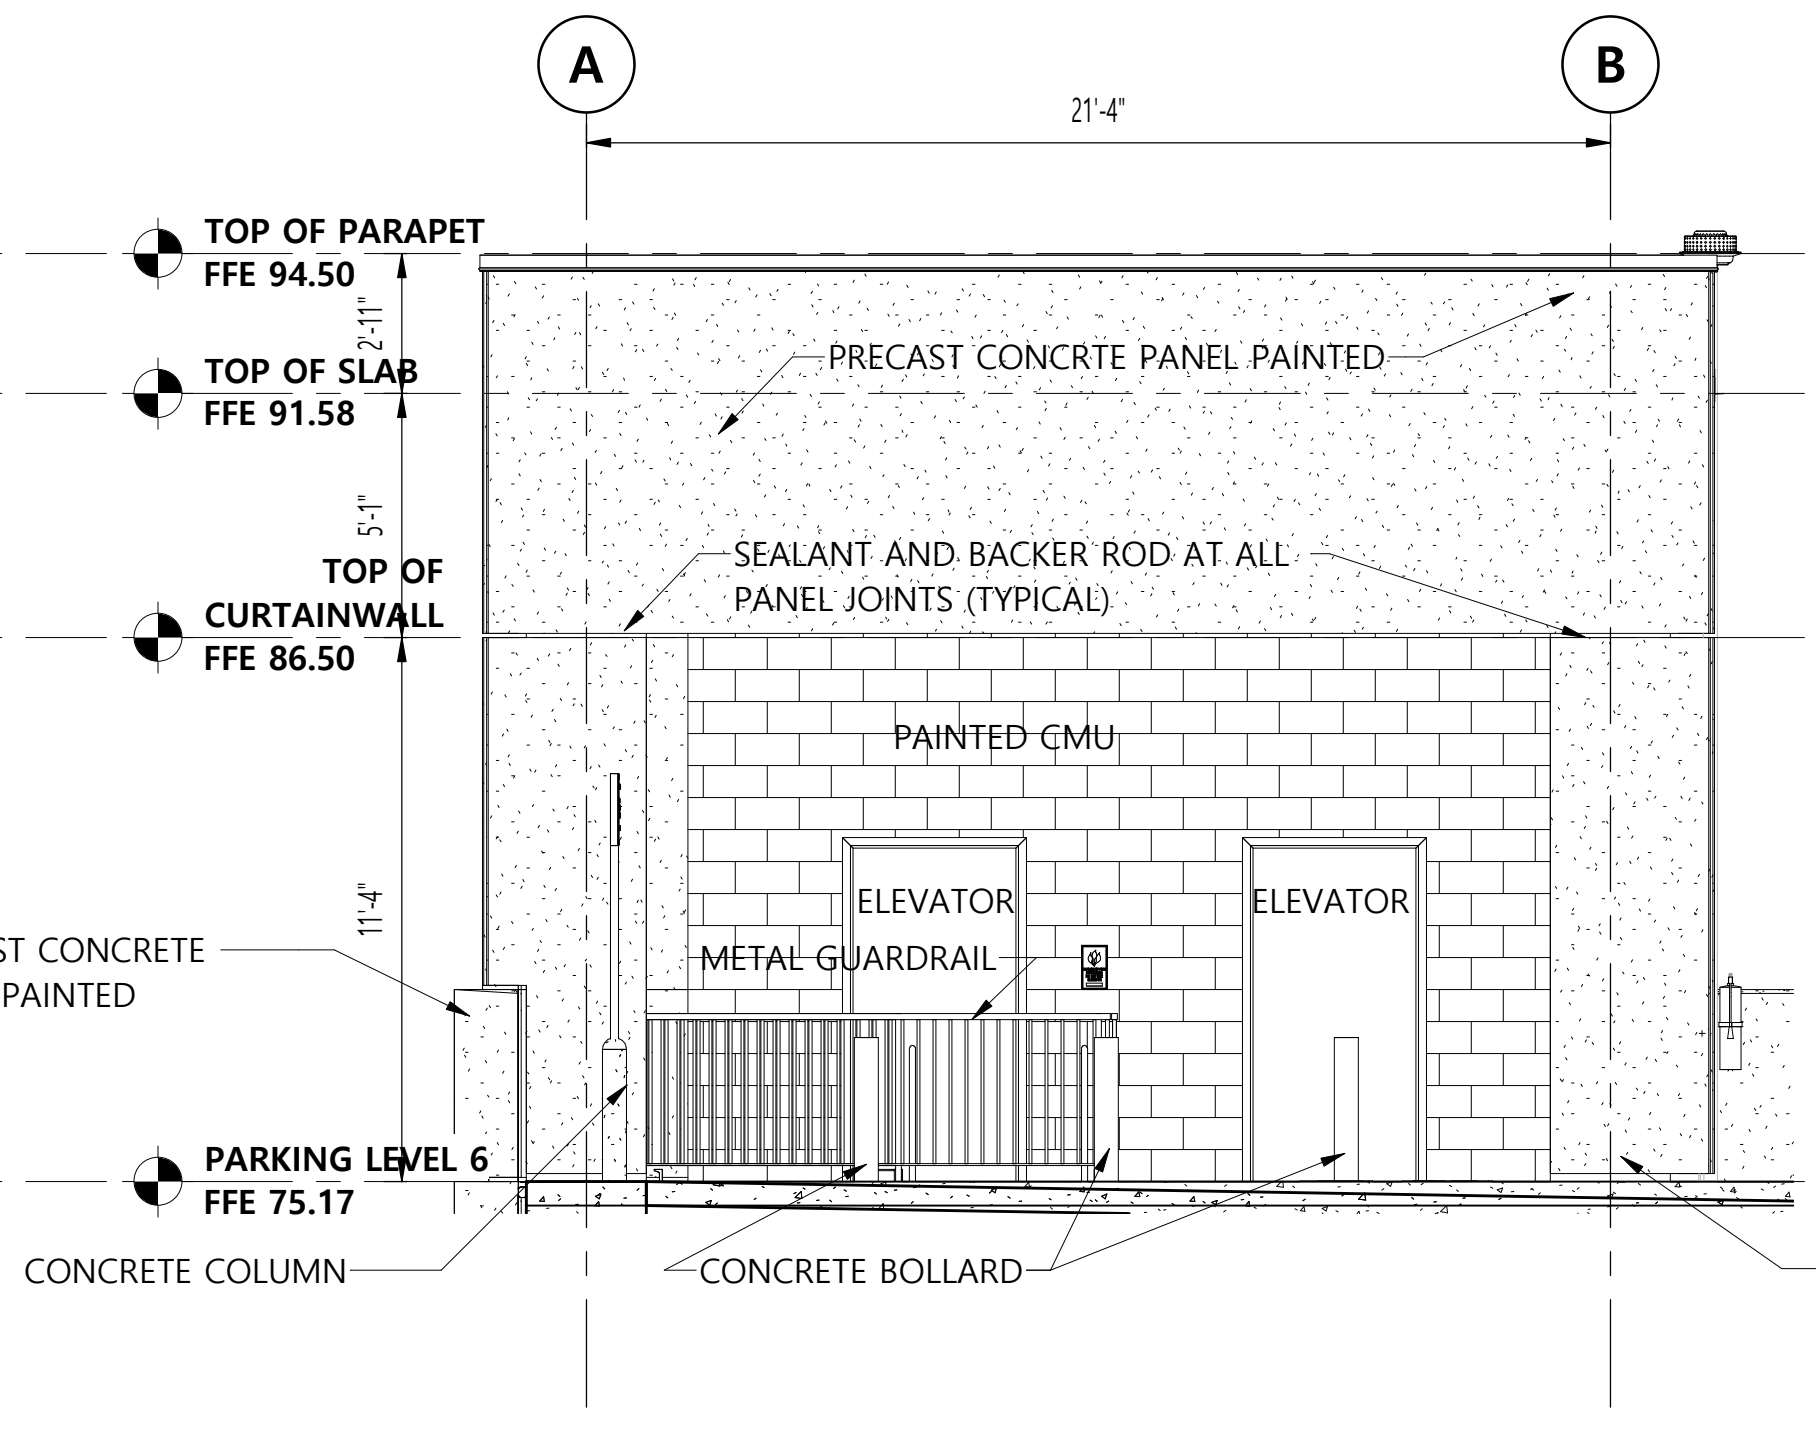 A
B
21'-4"
TOP OF PARAPET
FFE 94.50
2'-11"
TOP OF SLAB
FFE 91.58
PRECAST CONCRTE PANEL PAINTED
5'-1"
SEALANT AND BACKER ROD AT ALL
PANEL JOINTS (TYPICAL)
TOP OF
CURTAINWALL
FFE 86.50
PAINTED CMU
11'-4"
ELEVATOR
ELEVATOR
ST CONCRETE
PAINTED
METAL GUARDRAIL
PARKING LEVEL 6
FFE 75.17
CONCRETE COLUMN
CONCRETE BOLLARD